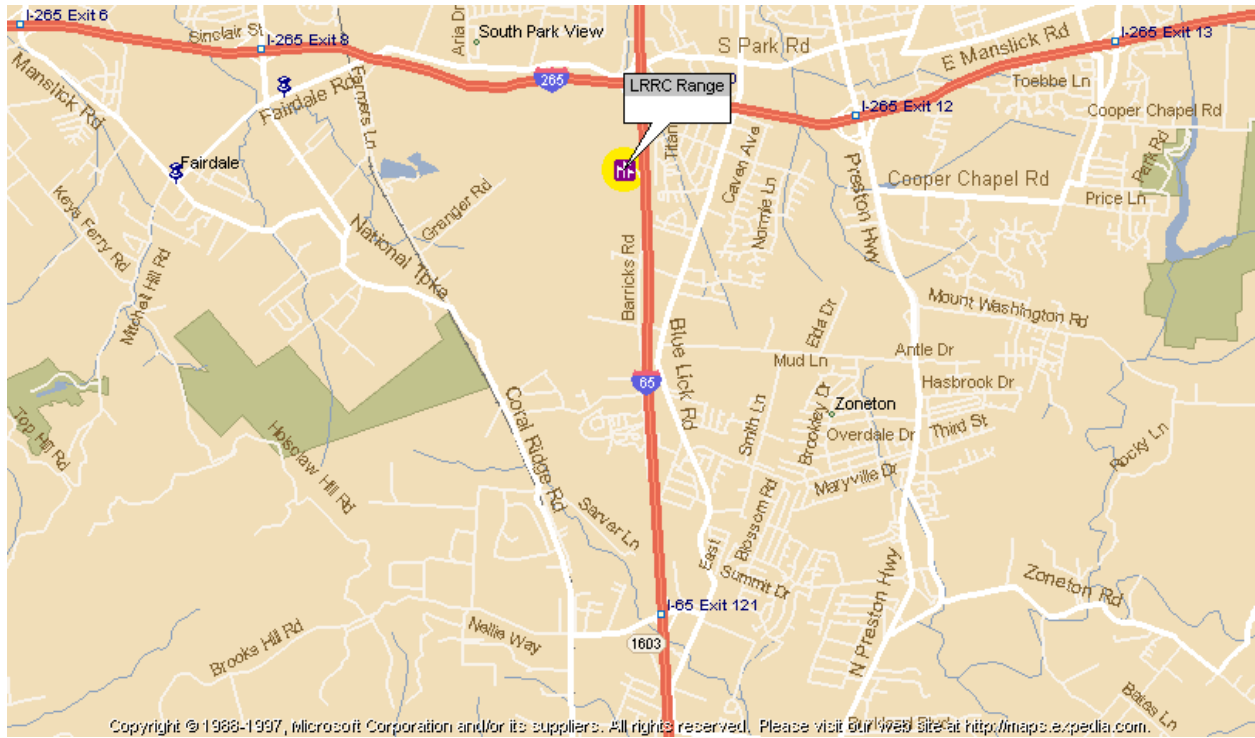 I-265 Exit 6
Sinclair St
I-265 Exit 8
Aria Dr
South Park View
S Park Rd
E Manslick Rd
I-265 Exit 13
Toebbe Ln
Manslick Rd
Fairdale Rd
Farmers Ln
265
LRRC Range
I-265 Exit 12
Cooper Chapel Rd
Titan
Caven Ave
Park Rd
Fairdale
Cooper Chapel Rd
Price Ln
Keys Ferry Rd
Granger Rd
Normie Ln
Preston Hwy
Mitchell Hill Rd
National Tpke
Barricks Rd
Elda Dr
Mount Washington Rd
Blue Lick Rd
Mud Ln
Antle Dr
65
Hasbrook Dr
Top Hill Rd
Holsclaw Hill Rd
Coral Ridge Rd
Smith Ln
Brookley Dr
Zoneton
Overdale Dr
Third St
Rocky Ln
Maryville Dr
Sarver Ln
East
Blossom Rd
Summit Dr
Zoneton Rd
I-65 Exit 121
Nellie Way
Brooks Hill Rd
1603
N Preston Hwy
Bates Ln
Copyright © 1988-1997, Microsoft Corporation and/or its suppliers. All rights reserved. Please visit our web site at http://maps.expedia.com.